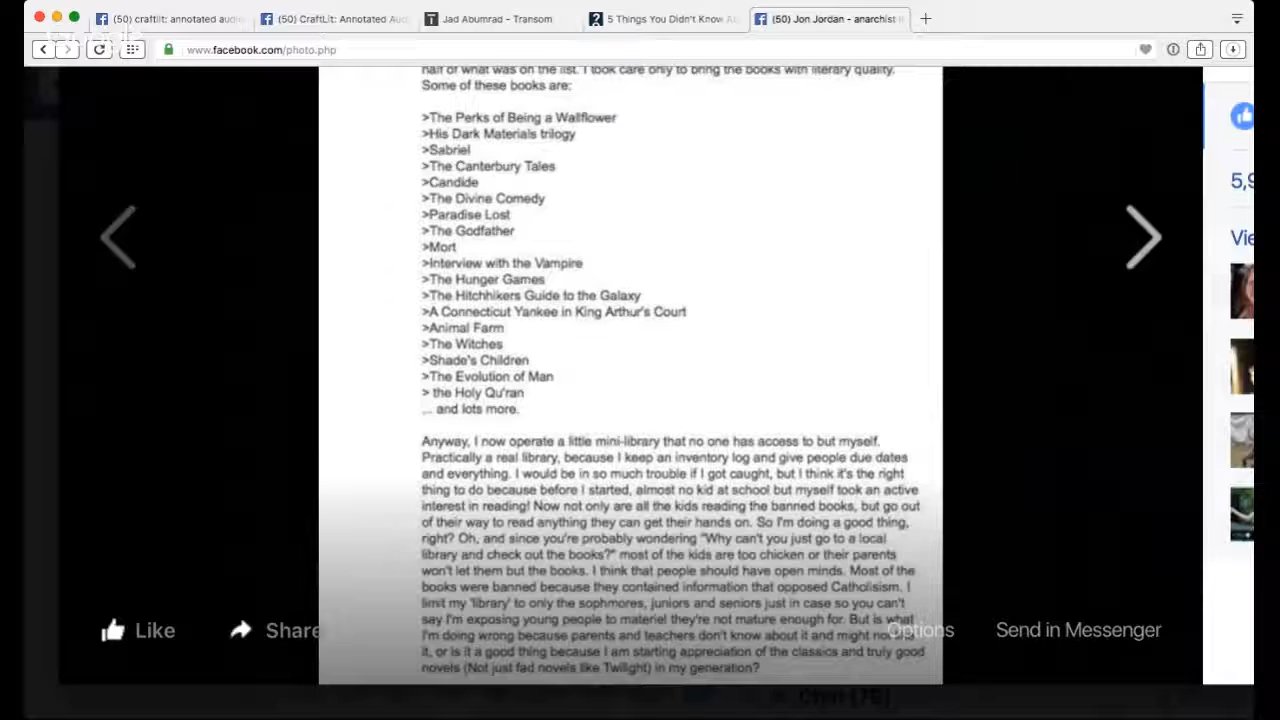 (50) craftlit: annotated audi
(50) CraftLit: Annotated Aud
Jad Abumrad - Transom
5 Things You Didn't Know A
(50) Jon Jordan - anarchist
www.facebook.com/photo.php
half of what was on the list. I took care only to bring the books with literary quality.
Some of these books are:
>The Perks of Being a Wallflower
>His Dark Materials trilogy
>Sabriel
>The Canterbury Tales
>Candide
>The Divine Comedy
>Paradise Lost
>The Godfather
>Mort
>Interview with the Vampire
>The Hunger Games
>The Hitchhikers Guide to the Galaxy
>A Connecticut Yankee in King Arthur's Court
>Animal Farm
>The Witches
>Shade's Children
>The Evolution of Man
> the Holy Qu'ran
... and lots more.
Anyway, I now operate a little mini-library that no one has access to but myself.
Practically a real library, because I keep an inventory log and give people due dates
and everything. I would be in so much trouble if I got caught, but I think it's the right
thing to do because before I started, almost no kid at school but myself took an active
interest in reading! Now not only are all the kids reading the banned books, but go out
of their way to read anything they can get their hands on. So I'm doing a good thing,
right? Oh, and since you're probably wondering "Why can't you just go to a local
library and check out the books?" most of the kids are too chicken or their parents
won't let them but the books. I think that people should have open minds. Most of the
books were banned because they contained information that opposed Catholisism. I
limit my 'library' to only the sophmores, juniors and seniors just in case so you can't
say I'm exposing young people to materiel they're not mature enough for. But is what
I'm doing wrong because parents and teachers don't know about it and might not
it, or is it a good thing because I am starting appreciation of the classics and truly good
novels (Not just fad novels like Twilight) in my generation?
Like
Share
Options
Send in Messenger
5,9
Vie